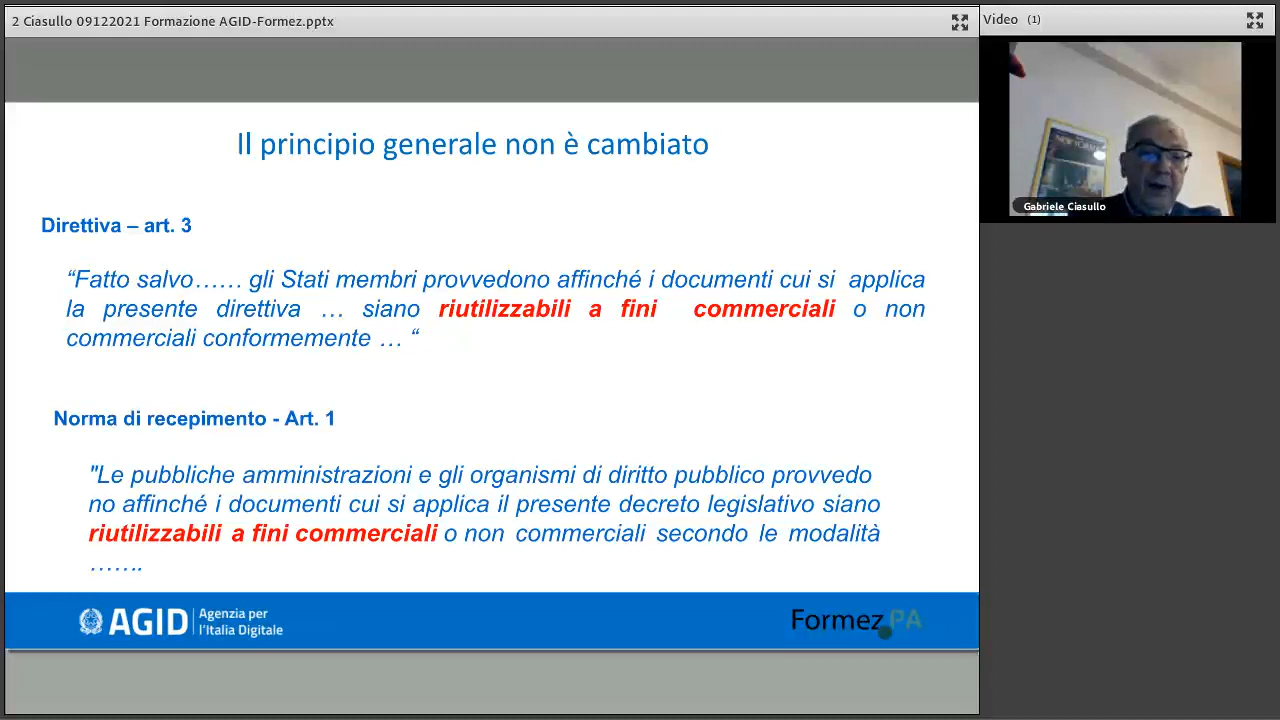 2 Ciasullo 09122021 Formazione AGID-Formez.pptx
Video (1)
Il principio generale non è cambiato
Direttiva – art. 3
“Fatto salvo…… gli Stati membri provvedono affinché i documenti cui si applica
la presente direttiva … siano riutilizzabili a fini commerciali o non
commerciali conformemente … “
Norma di recepimento - Art. 1
"Le pubbliche amministrazioni e gli organismi di diritto pubblico provvedo
no affinché i documenti cui si applica il presente decreto legislativo siano
riutilizzabili a fini commerciali o non commerciali secondo le modalità
…….
AGID
Agenzia per
l'Italia Digitale
Formez PA
NEW YORK
Gabriele Ciasullo